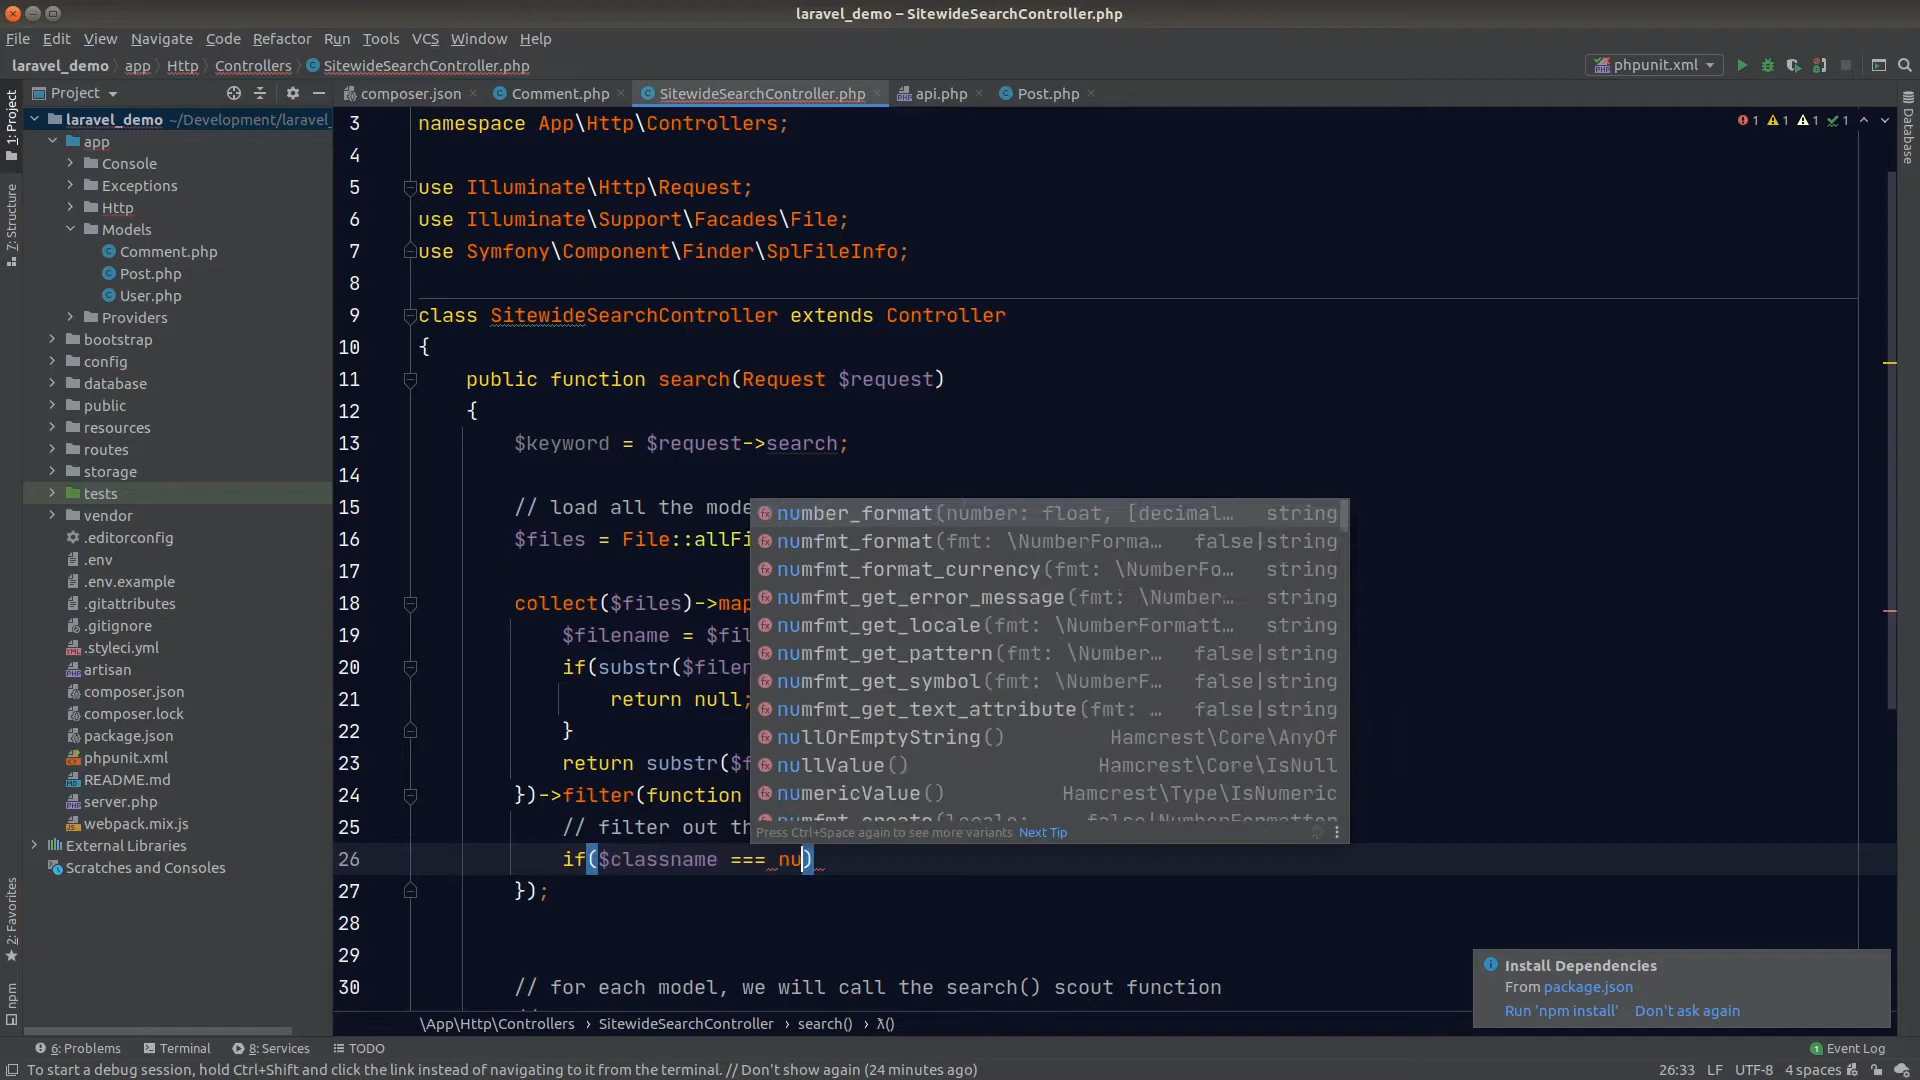 laravel_demo – SitewideSearchController.php
File Edit View Navigate Code Refactor Run Tools VCS Window Help
laravel_demo app Http Controllers SitewideSearchController.php
phpunit.xml
Project
composer.json Comment.php SitewideSearchController.php api.php Post.php
1: Project
7: Structure
2: Favorites
npm
Database
laravel_demo ~/Development/laravel_
app
Console
Exceptions
Http
Models
Comment.php
Post.php
User.php
Providers
bootstrap
config
database
public
resources
routes
storage
tests
vendor
.editorconfig
.env
.env.example
.gitattributes
.gitignore
.styleci.yml
artisan
composer.json
composer.lock
package.json
phpunit.xml
README.md
server.php
webpack.mix.js
External Libraries
Scratches and Consoles
1 1 1 1
3 namespace App\Http\Controllers;
4
5 use Illuminate\Http\Request;
6 use Illuminate\Support\Facades\File;
7 use Symfony\Component\Finder\SplFileInfo;
8
9 class SitewideSearchController extends Controller
10 {
11 public function search(Request $request)
12 {
13 $keyword = $request->search;
14
15 // load all the mode
16 $files = File::allFi
17
18 collect($files)->map
19 $filename = $fil
20 if(substr($filen
21 return null;
22 }
23 return substr($f
24 })->filter(function
25 // filter out th
26 if($classname === nu)
27 });
28
29
30 // for each model, we will call the search() scout function
number_format(number: float, [decimal… string
numfmt_format(fmt: \NumberForma… false|string
numfmt_format_currency(fmt: \NumberFo… string
numfmt_get_error_message(fmt: \Number… string
numfmt_get_locale(fmt: \NumberFormatt… string
numfmt_get_pattern(fmt: \Number… false|string
numfmt_get_symbol(fmt: \NumberF… false|string
numfmt_get_text_attribute(fmt: … false|string
nullOrEmptyString() Hamcrest\Core\AnyOf
nullValue() Hamcrest\Core\IsNull
numericValue() Hamcrest\Type\IsNumeric
Press Ctrl+Space again to see more variants Next Tip
Install Dependencies
From package.json
Run 'npm install' Don't ask again
\App\Http\Controllers SitewideSearchController search() λ()
6: Problems Terminal 8: Services TODO
1 Event Log
To start a debug session, hold Ctrl+Shift and click the link instead of navigating to it from the terminal. // Don't show again (24 minutes ago)
26:33 LF UTF-8 4 spaces